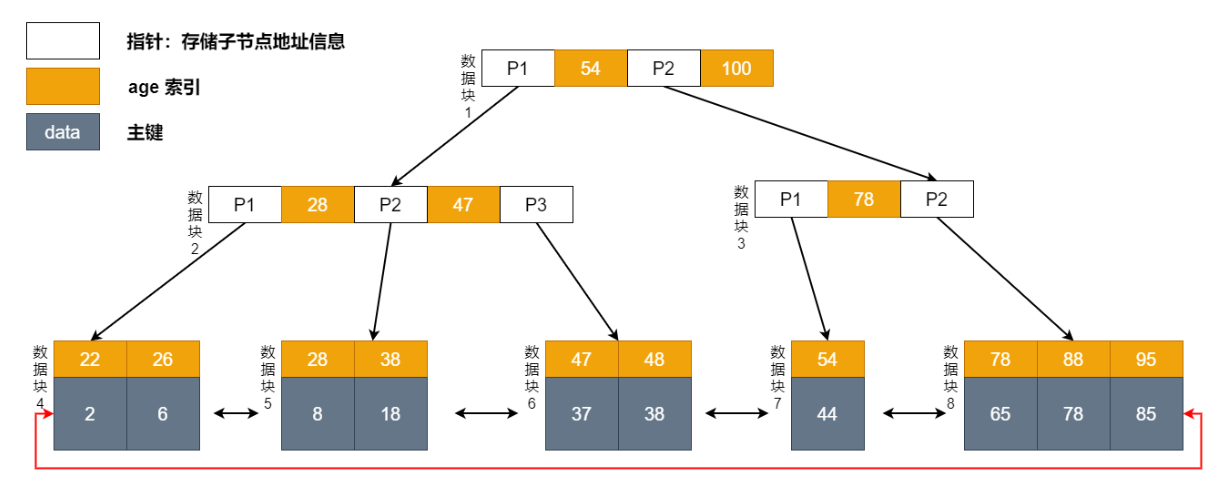 指针：存储子节点地址信息
age 索引
data 主键
数据块1
P1 54 P2 100
数据块2
P1 28 P2 47 P3
数据块3
P1 78 P2
数据块4
22 26
2 6
数据块5
28 38
8 18
数据块6
47 48
37 38
数据块7
54
44
数据块8
78 88 95
65 78 85